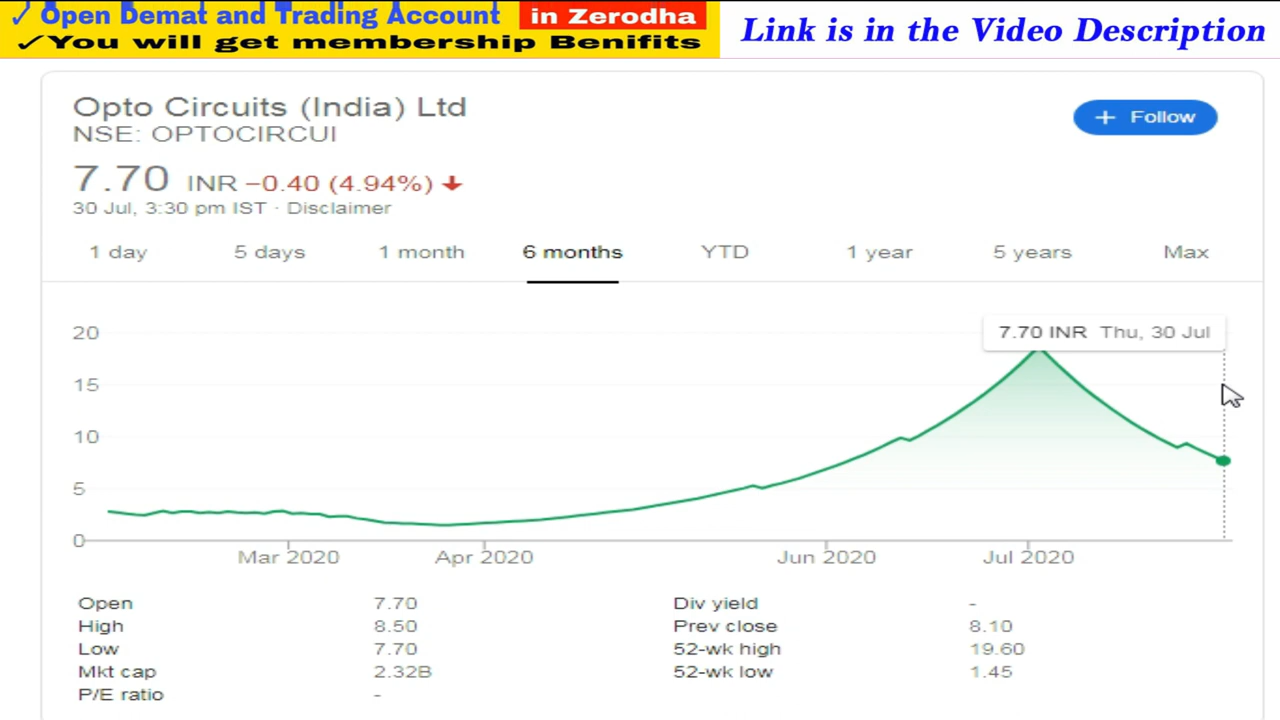 ✓ Open Demat and Trading Account in Zerodha
✓You will get membership Benifits
Link is in the Video Description
Opto Circuits (India) Ltd
NSE: OPTOCIRCUI
+ Follow
7.70 INR −0.40 (4.94%) ↓
30 Jul, 3:30 pm IST · Disclaimer
1 day 5 days 1 month 6 months YTD 1 year 5 years Max
7.70 INR Thu, 30 Jul
20
15
10
5
0
Mar 2020 Apr 2020 Jun 2020 Jul 2020
Open 7.70 Div yield -
High 8.50 Prev close 8.10
Low 7.70 52-wk high 19.60
Mkt cap 2.32B 52-wk low 1.45
P/E ratio -